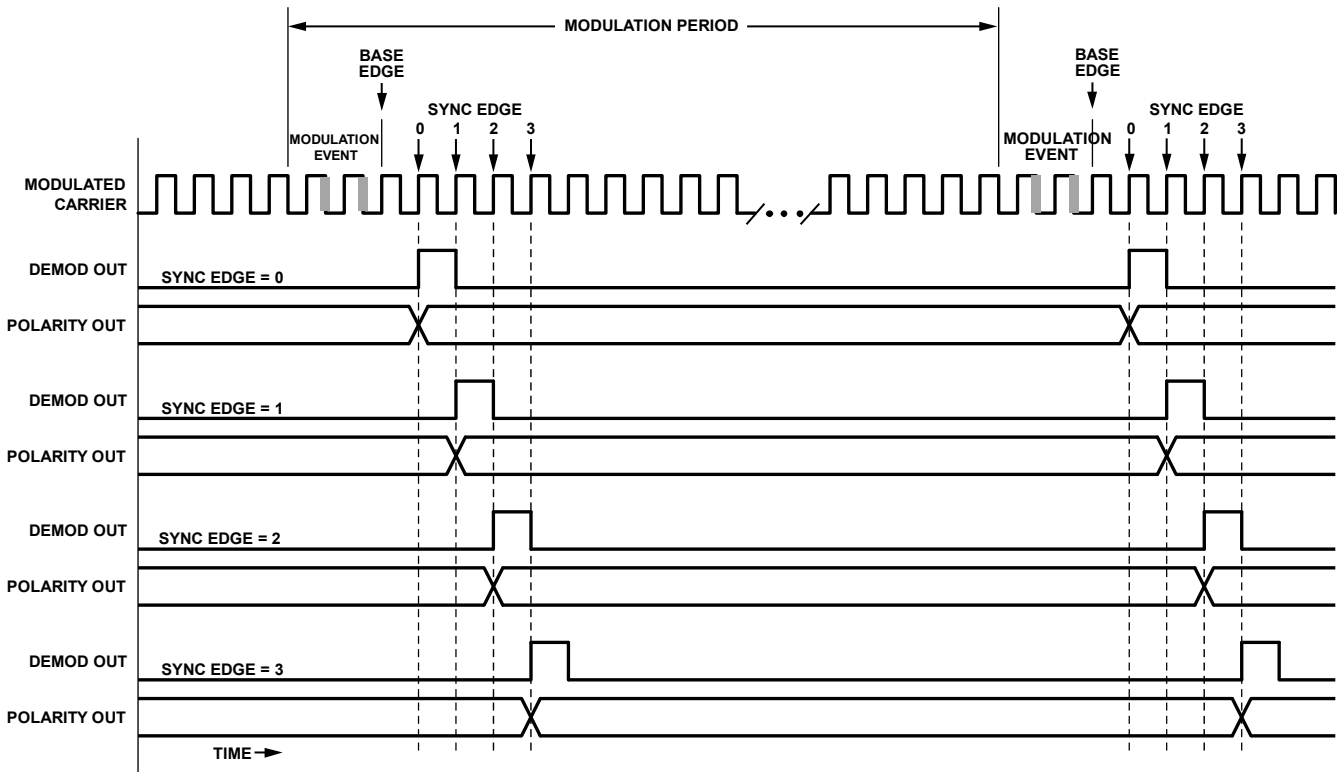 MODULATION PERIOD
BASE
EDGE
BASE
EDGE
SYNC EDGE
0 1 2 3
SYNC EDGE
0 1 2 3
MODULATION
EVENT
MODULATION
EVENT
MODULATED
CARRIER
DEMOD OUT
SYNC EDGE = 0
POLARITY OUT
DEMOD OUT
SYNC EDGE = 1
POLARITY OUT
DEMOD OUT
SYNC EDGE = 2
POLARITY OUT
DEMOD OUT
SYNC EDGE = 3
POLARITY OUT
TIME